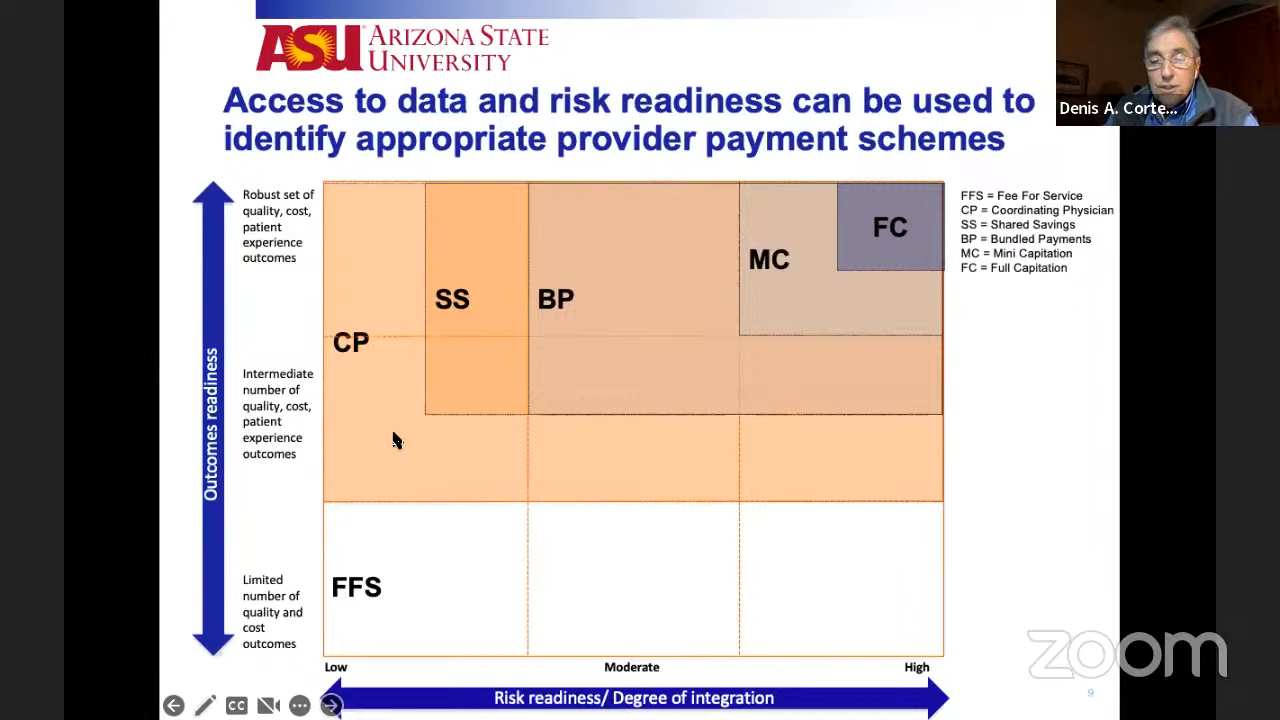 ASU ARIZONA STATE
UNIVERSITY
Access to data and risk readiness can be used to
identify appropriate provider payment schemes
Denis A. Corte...
Outcomes readiness
Robust set of
quality, cost,
patient
experience
outcomes
Intermediate
number of
quality, cost,
patient
experience
outcomes
Limited
number of
quality and
cost
outcomes
CP
SS
BP
MC
FC
FFS
FFS = Fee For Service
CP = Coordinating Physician
SS = Shared Savings
BP = Bundled Payments
MC = Mini Capitation
FC = Full Capitation
Low
Moderate
High
Risk readiness/ Degree of integration
CC
zoom
9